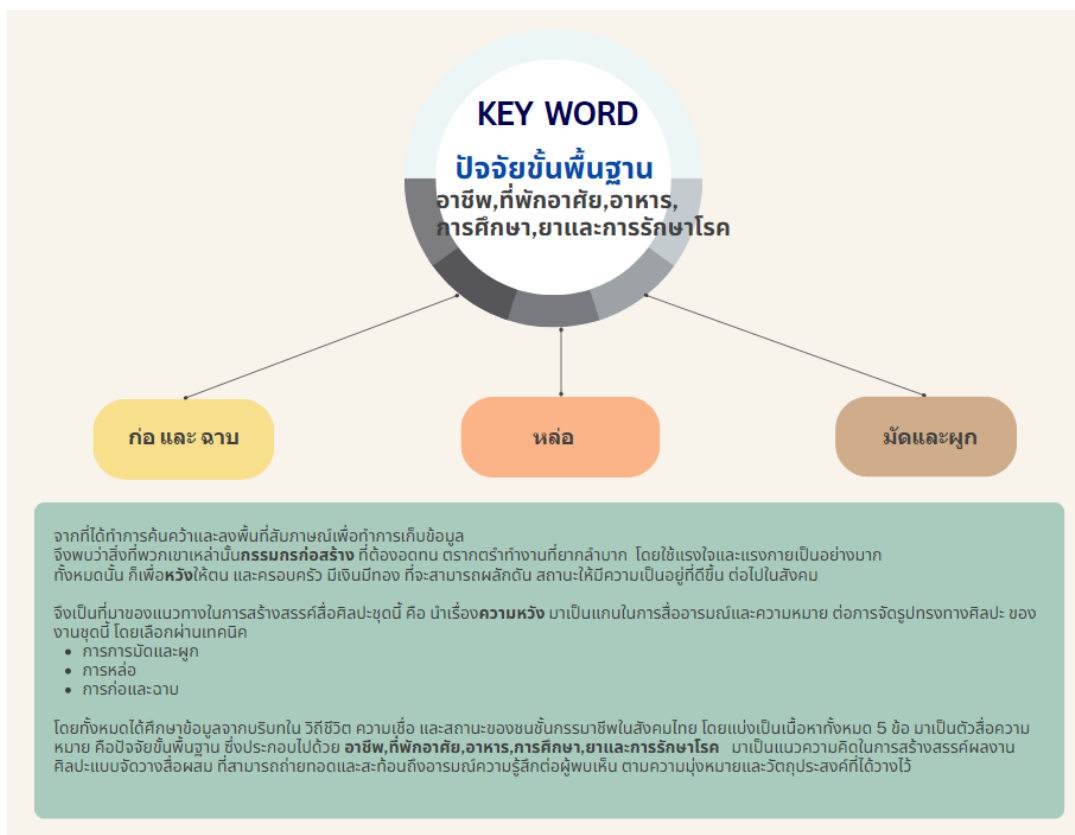 KEY WORD
ปัจจัยขั้นพื้นฐาน
อาชีพ,ที่พักอาศัย,อาหาร,
การศึกษา,ยาและการรักษาโรค
ก่อ และ ฉาบ
หล่อ
มัดและผูก
จากที่ได้ทำการค้นคว้าและลงพื้นที่สัมภาษณ์เพื่อทำการเก็บข้อมูล
จึงพบว่าสิ่งที่พวกเขาเหล่านั้นกรรมกรก่อสร้าง ที่ต้องอดทน ตรากตรำทำงานที่ยากลำบาก โดยใช้แรงใจและแรงกายเป็นอย่างมาก
ทั้งหมดนั้น ก็เพื่อหวังให้ตน และครอบครัว มีเงินมีทอง ที่จะสามารถผลักดัน สถานะให้มีความเป็นอยู่ที่ดีขึ้น ต่อไปในสังคม
จึงเป็นที่มาของแนวทางในการสร้างสรรค์สื่อศิลปะชุดนี้ คือ นำเรื่องความหวัง มาเป็นแกนในการสื่ออารมณ์และความหมาย ต่อการจัดรูปทรงทางศิลปะ ของ
งานชุดนี้ โดยเลือกผ่านเทคนิค
• การการมัดและผูก
• การหล่อ
• การก่อและฉาบ
โดยทั้งหมดได้ศึกษาข้อมูลจากบริบทใน วิถีชีวิต ความเชื่อ และสถานะของชนชั้นกรรมาชีพในสังคมไทย โดยแบ่งเป็นเนื้อหาทั้งหมด 5 ข้อ มาเป็นตัวสื่อความ
หมาย คือปัจจัยขั้นพื้นฐาน ซึ่งประกอบไปด้วย อาชีพ,ที่พักอาศัย,อาหาร,การศึกษา,ยาและการรักษาโรค มาเป็นแนวความคิดในการสร้างสรรค์ผลงาน
ศิลปะแบบจัดวางสื่อผสม ที่สามารถถ่ายทอดและสะท้อนถึงอารมณ์ความรู้สึกต่อผู้พบเห็น ตามความมุ่งหมายและวัตถุประสงค์ที่ได้วางไว้